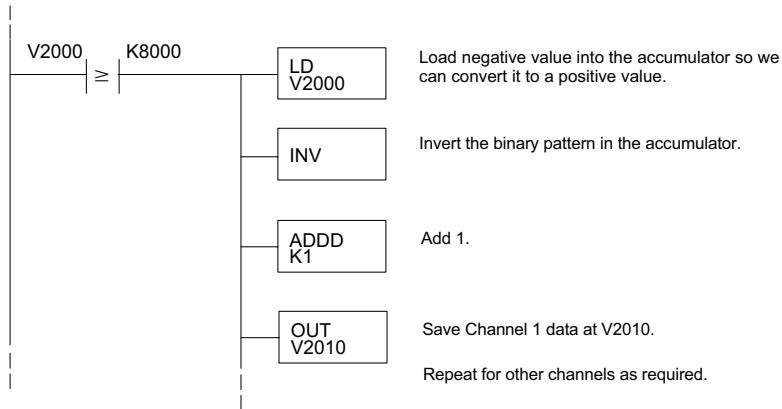 V2000 ≥ K8000
LD
V2000
Load negative value into the accumulator so we
can convert it to a positive value.
INV
Invert the binary pattern in the accumulator.
ADDD
K1
Add 1.
OUT
V2010
Save Channel 1 data at V2010.
Repeat for other channels as required.